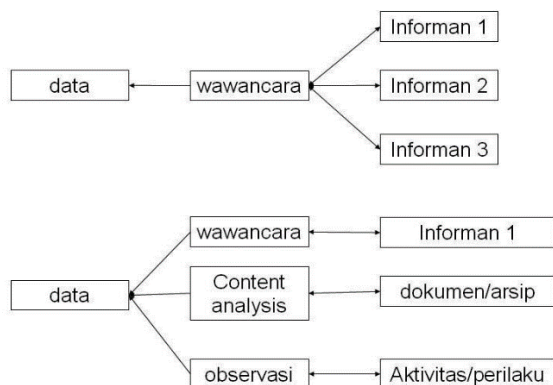 Informan 1
data
wawancara
Informan 2
Informan 3
wawancara
Informan 1
data
Content
analysis
dokumen/arsip
observasi
Aktivitas/perilaku